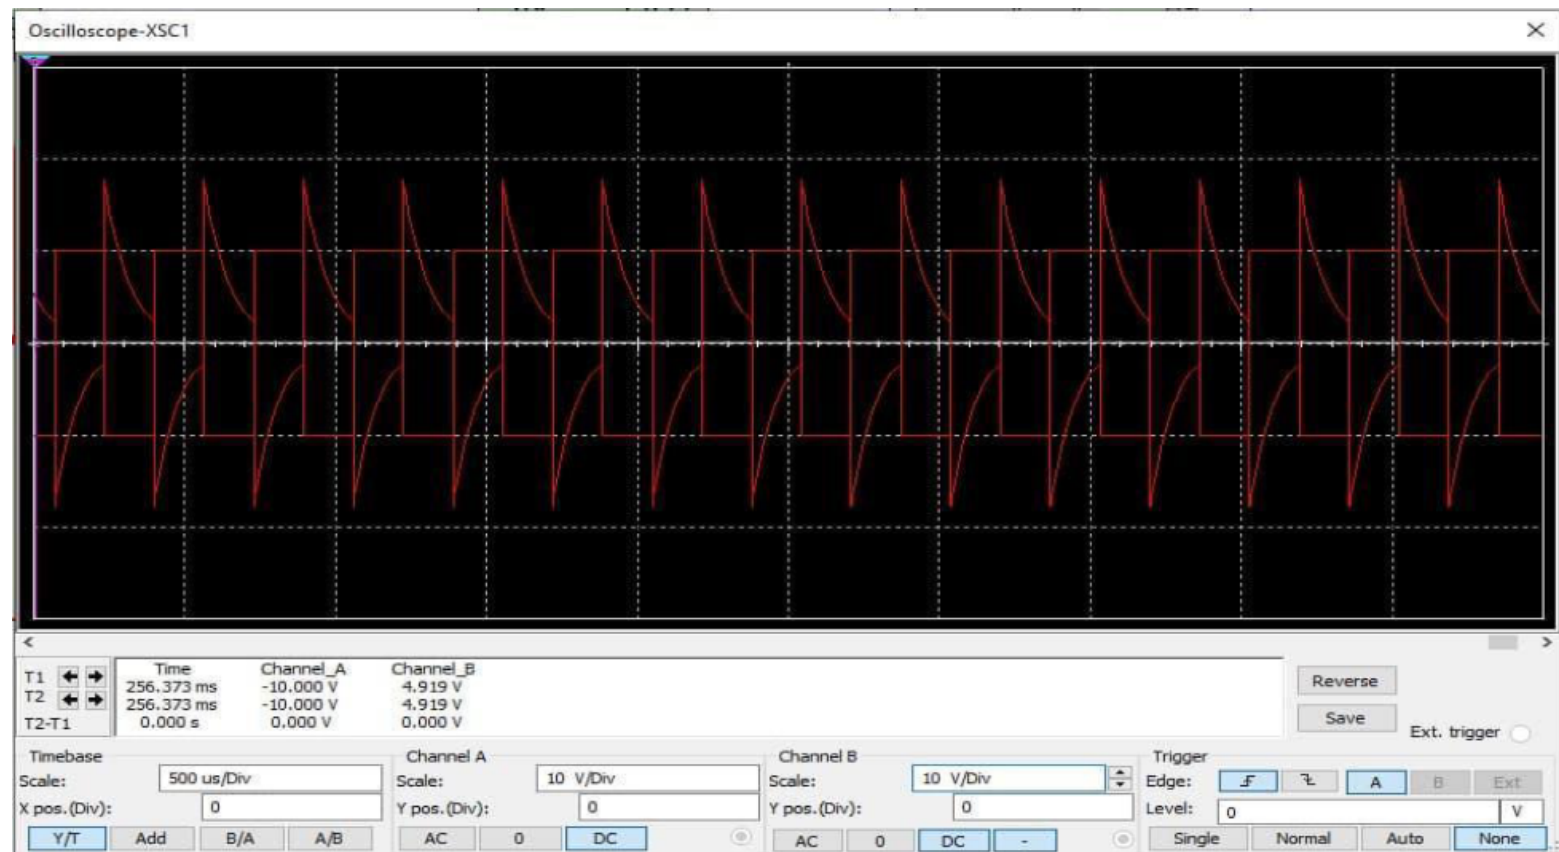 Oscilloscope-XSC1
Time Channel_A Channel_B
T1 256.373 ms -10.000 V 4.919 V
T2 256.373 ms -10.000 V 4.919 V
T2-T1 0.000 s 0.000 V 0.000 V
Reverse
Save
Ext. trigger
Timebase Channel A Channel B Trigger
Scale: 500 us/Div Scale: 10 V/Div Scale: 10 V/Div Edge: A B Ext
X pos.(Div): 0 Y pos.(Div): 0 Y pos.(Div): 0 Level: 0 V
Y/T Add B/A A/B AC 0 DC AC 0 DC - Single Normal Auto None